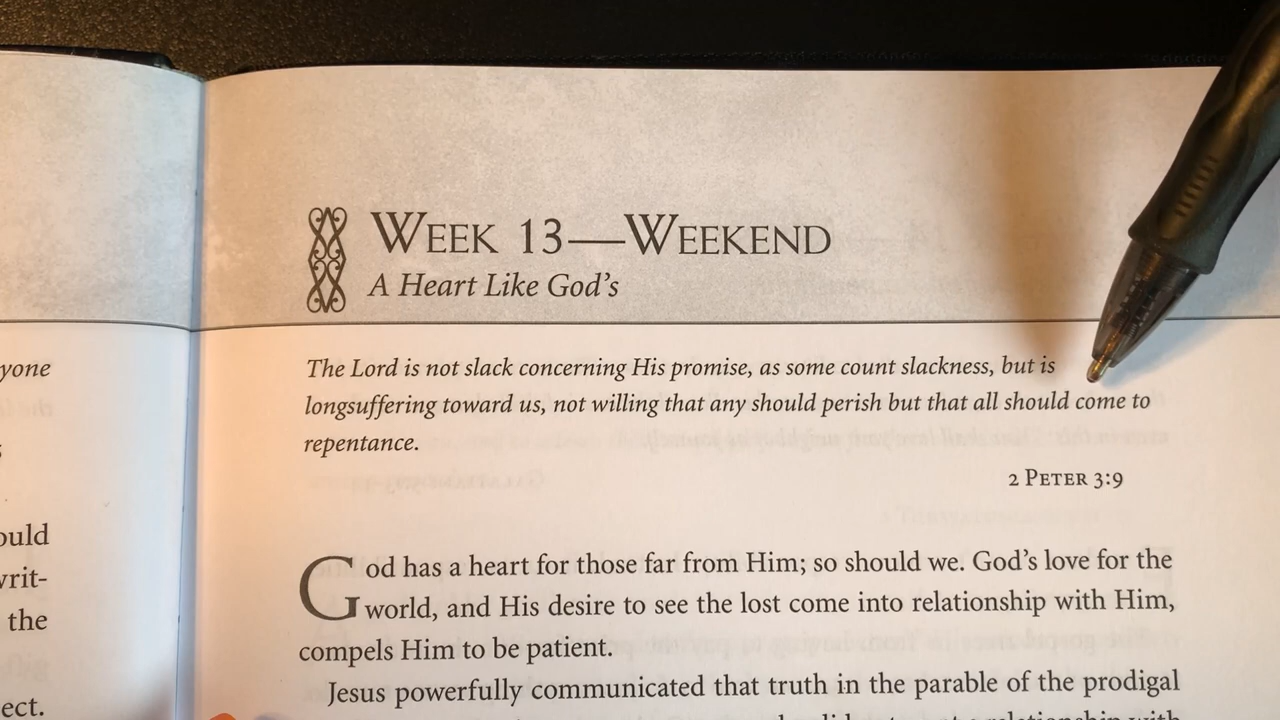 yone
ould
writ-
the
ect.
WEEK 13—WEEKEND
A Heart Like God's
The Lord is not slack concerning His promise, as some count slackness, but is
longsuffering toward us, not willing that any should perish but that all should come to
repentance.
2 PETER 3:9
God has a heart for those far from Him; so should we. God's love for the
world, and His desire to see the lost come into relationship with Him,
compels Him to be patient.
Jesus powerfully communicated that truth in the parable of the prodigal